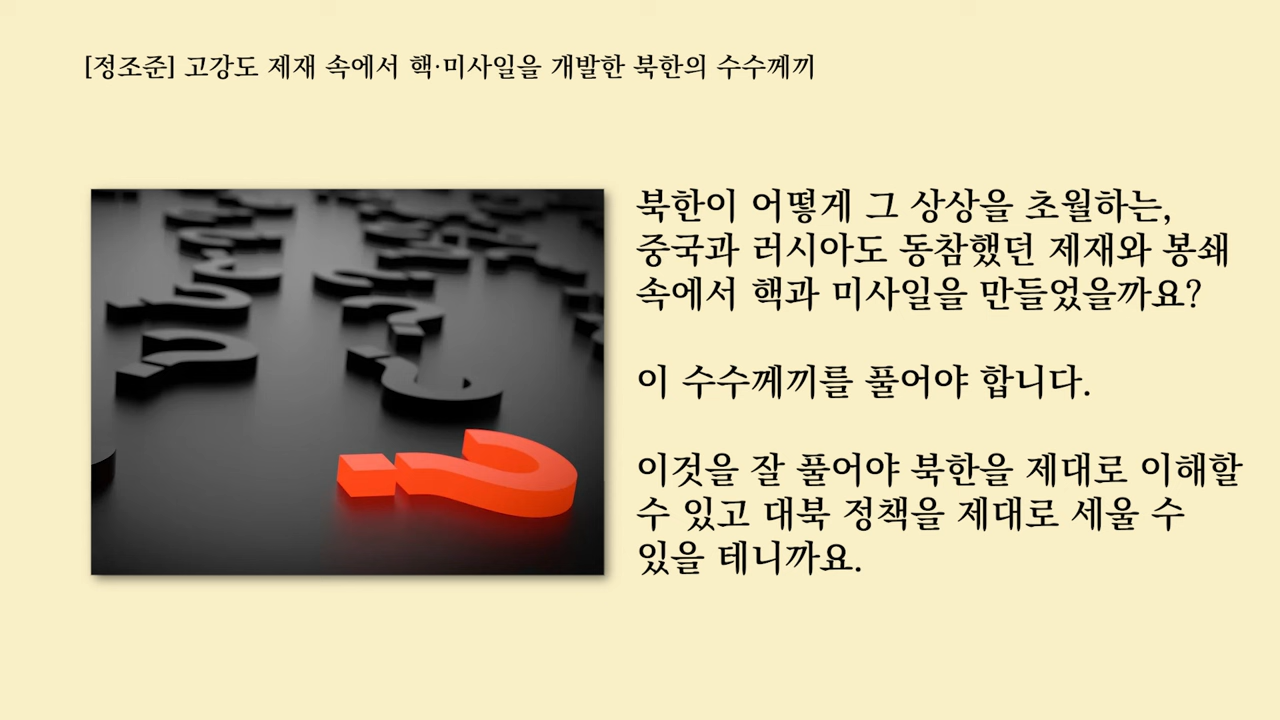 [정조준] 고강도 제재 속에서 핵·미사일을 개발한 북한의 수수께끼
북한이 어떻게 그 상상을 초월하는,
중국과 러시아도 동참했던 제재와 봉쇄
속에서 핵과 미사일을 만들었을까요?
이 수수께끼를 풀어야 합니다.
이것을 잘 풀어야 북한을 제대로 이해할
수 있고 대북 정책을 제대로 세울 수
있을 테니까요.